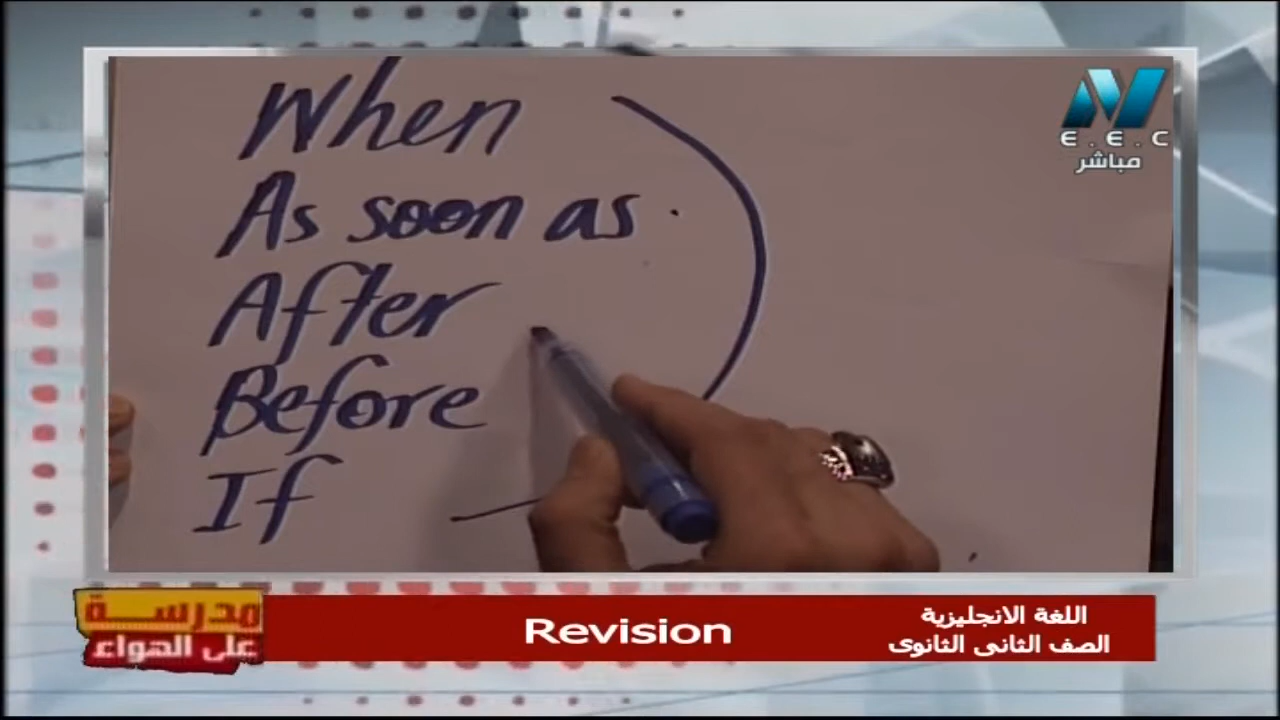 When
As soon as.
After
Before
If
E.E.C
مباشر
مدرسة
على الهواء
Revision
اللغة الانجليزية
الصف الثانى الثانوى